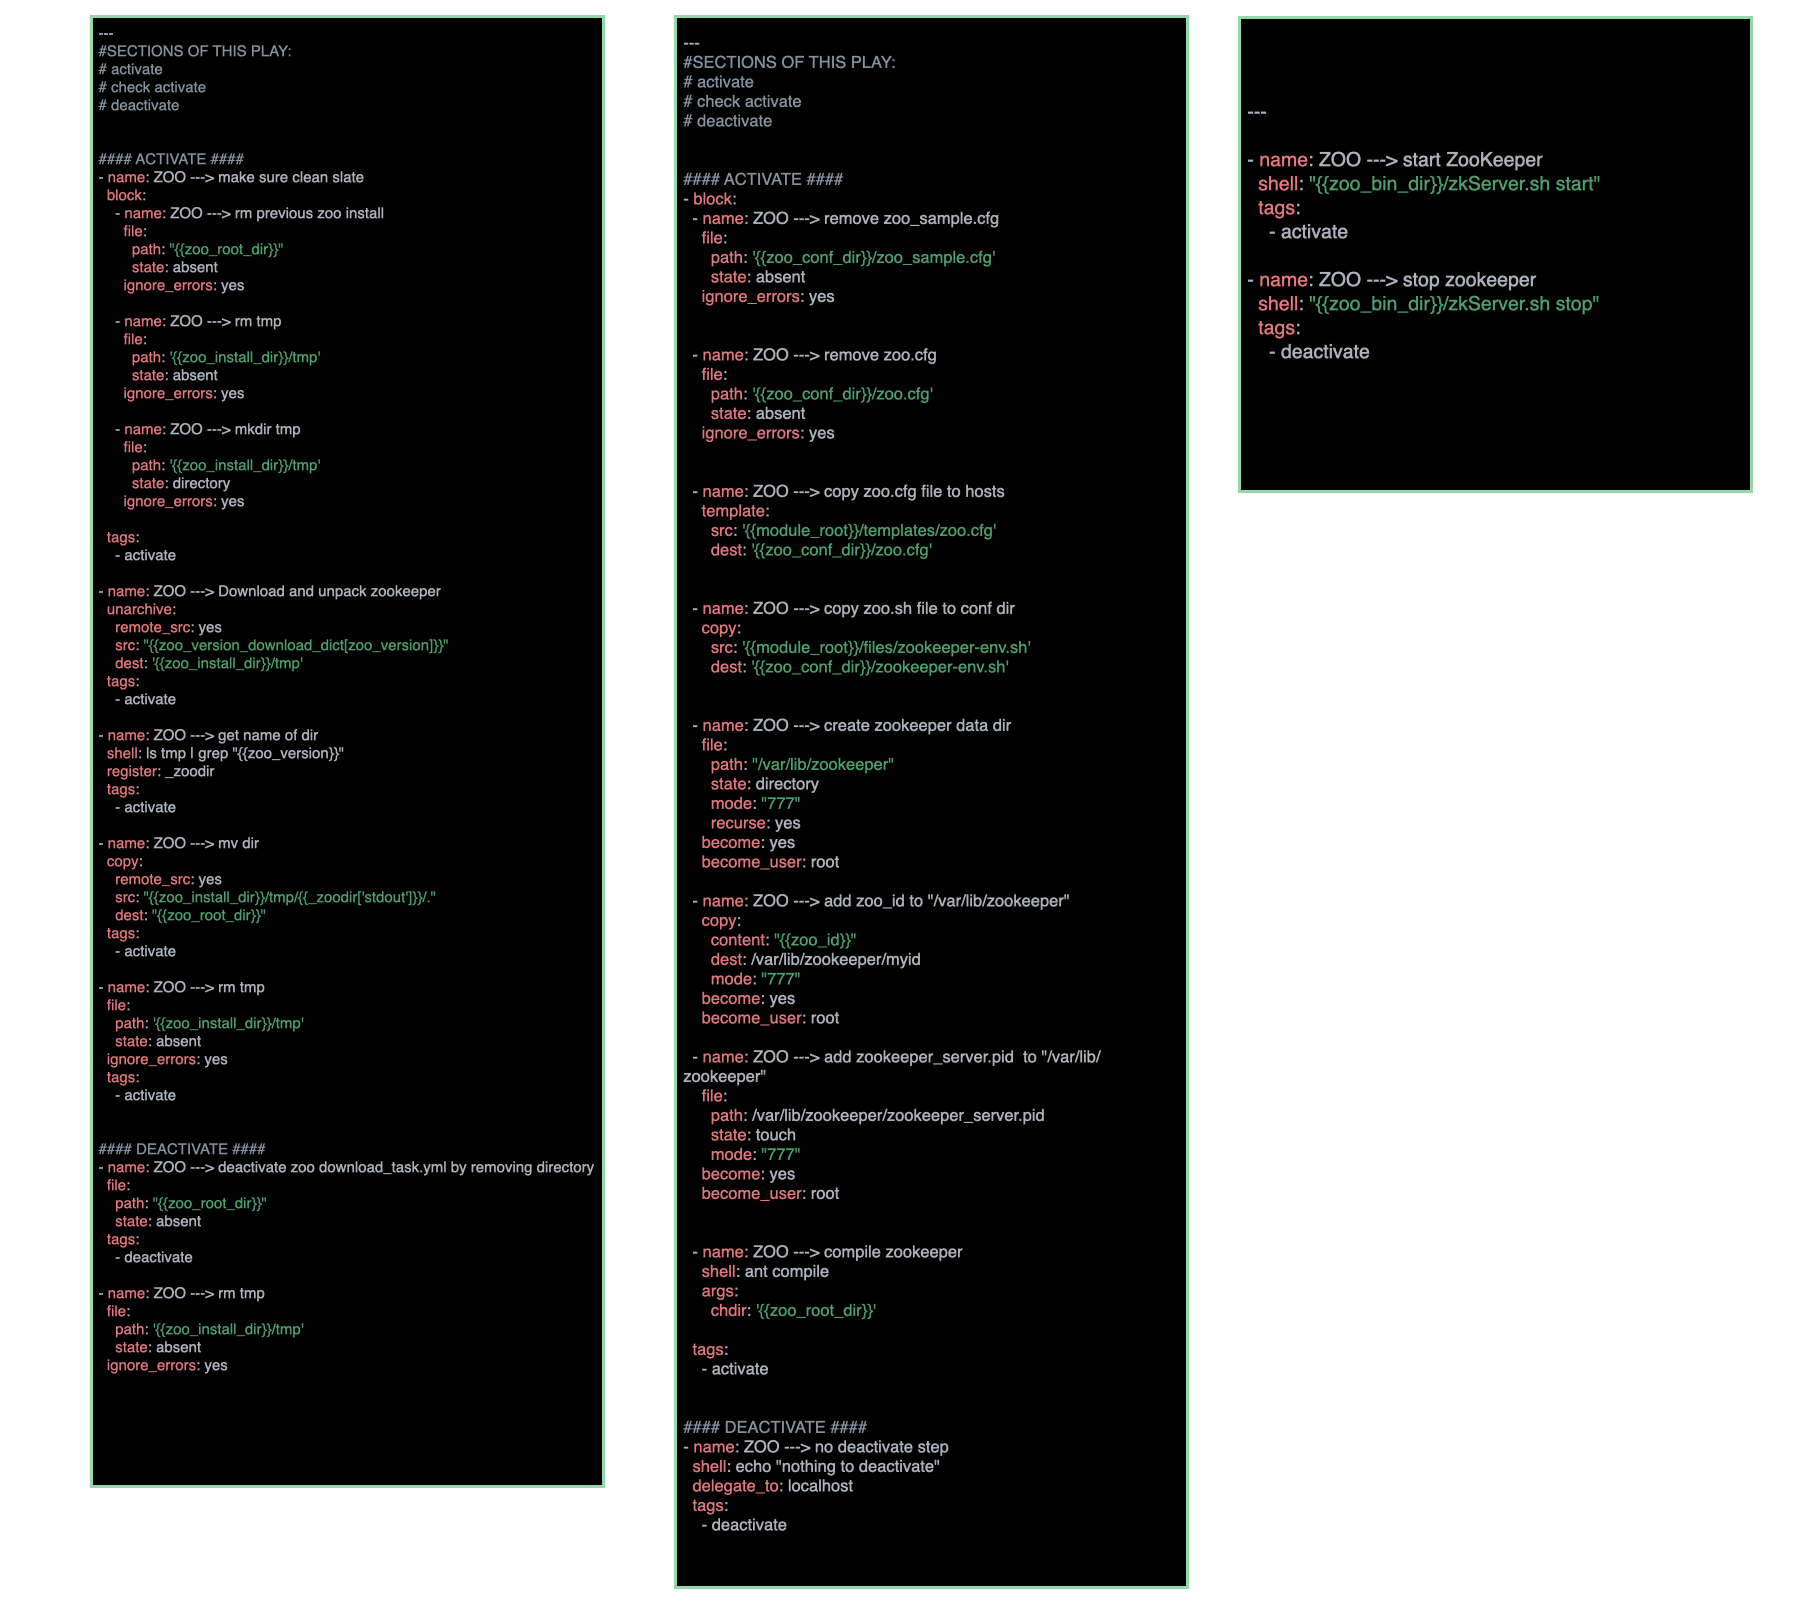 ---
#SECTIONS OF THIS PLAY:
# activate
# check activate
# deactivate
#### ACTIVATE ####
- name: ZOO ---> make sure clean slate
block:
- name: ZOO ---> rm previous zoo install
file:
path: "{{zoo_root_dir}}"
state: absent
ignore_errors: yes
- name: ZOO ---> rm tmp
file:
path: '{{zoo_install_dir}}/tmp'
state: absent
ignore_errors: yes
- name: ZOO ---> mkdir tmp
file:
path: '{{zoo_install_dir}}/tmp'
state: directory
ignore_errors: yes
tags:
- activate
- name: ZOO ---> Download and unpack zookeeper
unarchive:
remote_src: yes
src: "{{zoo_version_download_dict[zoo_version]}}"
dest: '{{zoo_install_dir}}/tmp'
tags:
- activate
- name: ZOO ---> get name of dir
shell: ls tmp | grep "{{zoo_version}}"
register: _zoodir
tags:
- activate
- name: ZOO ---> mv dir
copy:
remote_src: yes
src: "{{zoo_install_dir}}/tmp/{{_zoodir['stdout']}}/."
dest: "{{zoo_root_dir}}"
tags:
- activate
- name: ZOO ---> rm tmp
file:
path: '{{zoo_install_dir}}/tmp'
state: absent
ignore_errors: yes
tags:
- activate
#### DEACTIVATE ####
- name: ZOO ---> deactivate zoo download_task.yml by removing directory
file:
path: "{{zoo_root_dir}}"
state: absent
tags:
- deactivate
- name: ZOO ---> rm tmp
file:
path: '{{zoo_install_dir}}/tmp'
state: absent
ignore_errors: yes
---
#SECTIONS OF THIS PLAY:
# activate
# check activate
# deactivate
#### ACTIVATE ####
- block:
- name: ZOO ---> remove zoo_sample.cfg
file:
path: '{{zoo_conf_dir}}/zoo_sample.cfg'
state: absent
ignore_errors: yes
- name: ZOO ---> remove zoo.cfg
file:
path: '{{zoo_conf_dir}}/zoo.cfg'
state: absent
ignore_errors: yes
- name: ZOO ---> copy zoo.cfg file to hosts
template:
src: '{{module_root}}/templates/zoo.cfg'
dest: '{{zoo_conf_dir}}/zoo.cfg'
- name: ZOO ---> copy zoo.sh file to conf dir
copy:
src: '{{module_root}}/files/zookeeper-env.sh'
dest: '{{zoo_conf_dir}}/zookeeper-env.sh'
- name: ZOO ---> create zookeeper data dir
file:
path: "/var/lib/zookeeper"
state: directory
mode: "777"
recurse: yes
become: yes
become_user: root
- name: ZOO ---> add zoo_id to "/var/lib/zookeeper"
copy:
content: "{{zoo_id}}"
dest: /var/lib/zookeeper/myid
mode: "777"
become: yes
become_user: root
- name: ZOO ---> add zookeeper_server.pid  to "/var/lib/
zookeeper"
file:
path: /var/lib/zookeeper/zookeeper_server.pid
state: touch
mode: "777"
become: yes
become_user: root
- name: ZOO ---> compile zookeeper
shell: ant compile
args:
chdir: '{{zoo_root_dir}}'
tags:
- activate
#### DEACTIVATE ####
- name: ZOO ---> no deactivate step
shell: echo "nothing to deactivate"
delegate_to: localhost
tags:
- deactivate
---
- name: ZOO ---> start ZooKeeper
shell: "{{zoo_bin_dir}}/zkServer.sh start"
tags:
- activate
- name: ZOO ---> stop zookeeper
shell: "{{zoo_bin_dir}}/zkServer.sh stop"
tags:
- deactivate